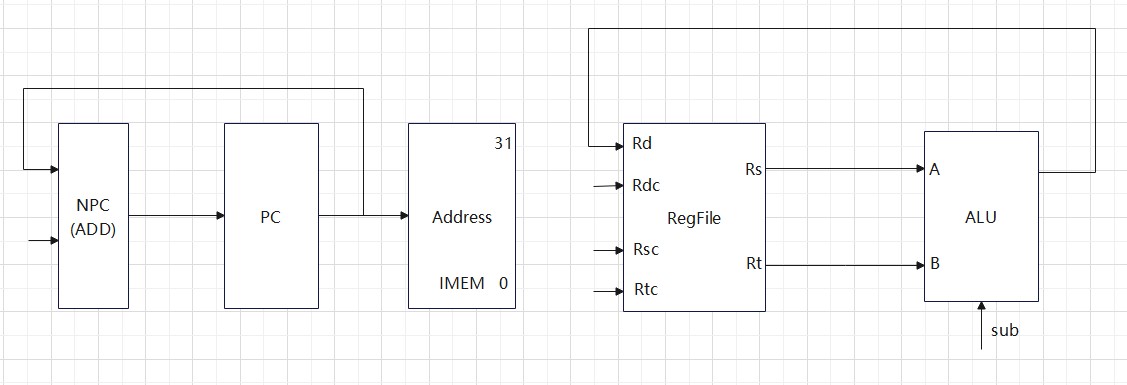 NPC
(ADD)
PC
31
Address
IMEM 0
Rd
Rdc
Rsc
Rtc
RegFile
Rs
Rt
A
B
ALU
sub